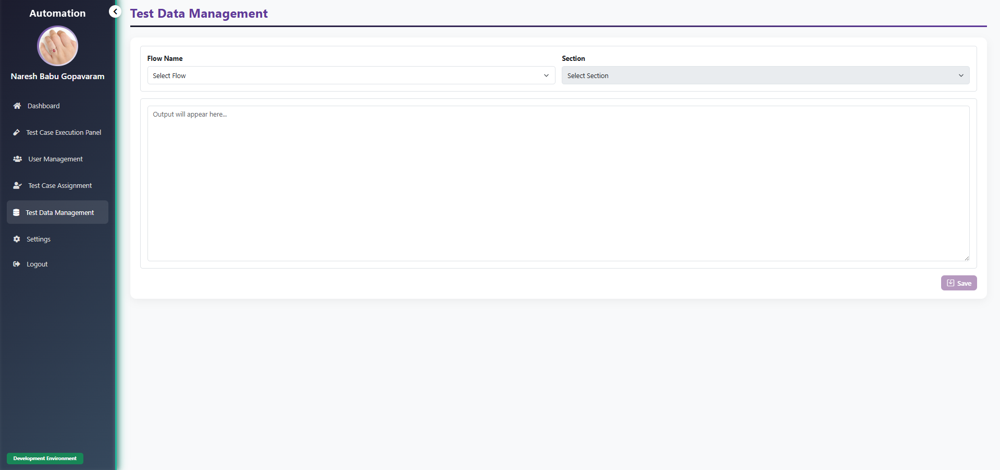 Automation
Naresh Babu Gopavaram
Dashboard
Test Case Execution Panel
User Management
Test Case Assignment
Test Data Management
Settings
Logout
Development Environment
Test Data Management
Flow Name
Select Flow
Section
Select Section
Output will appear here...
Save